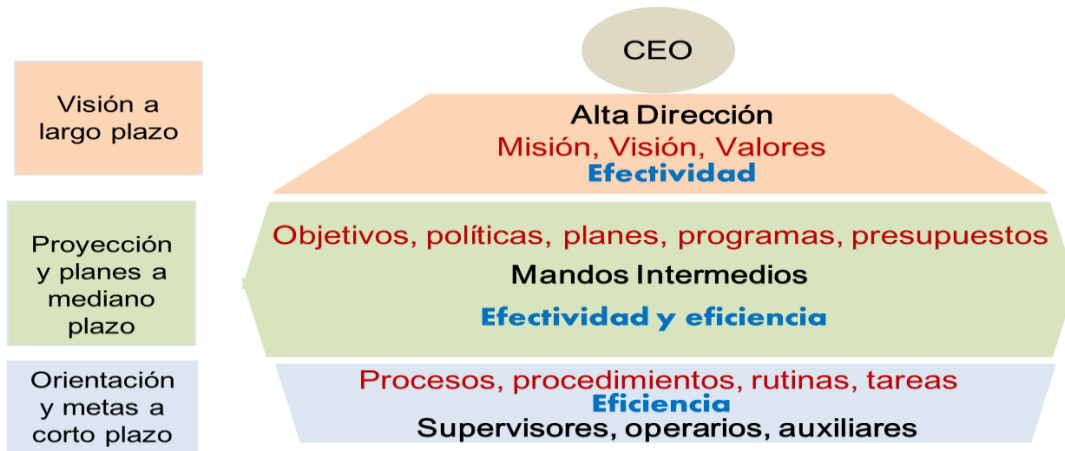 CEO
Visión a
largo plazo
Alta Dirección
Misión, Visión, Valores
Efectividad
Proyección
y planes a
mediano
plazo
Objetivos, políticas, planes, programas, presupuestos
Mandos Intermedios
Efectividad y eficiencia
Orientación
y metas a
corto plazo
Procesos, procedimientos, rutinas, tareas
Eficiencia
Supervisores, operarios, auxiliares